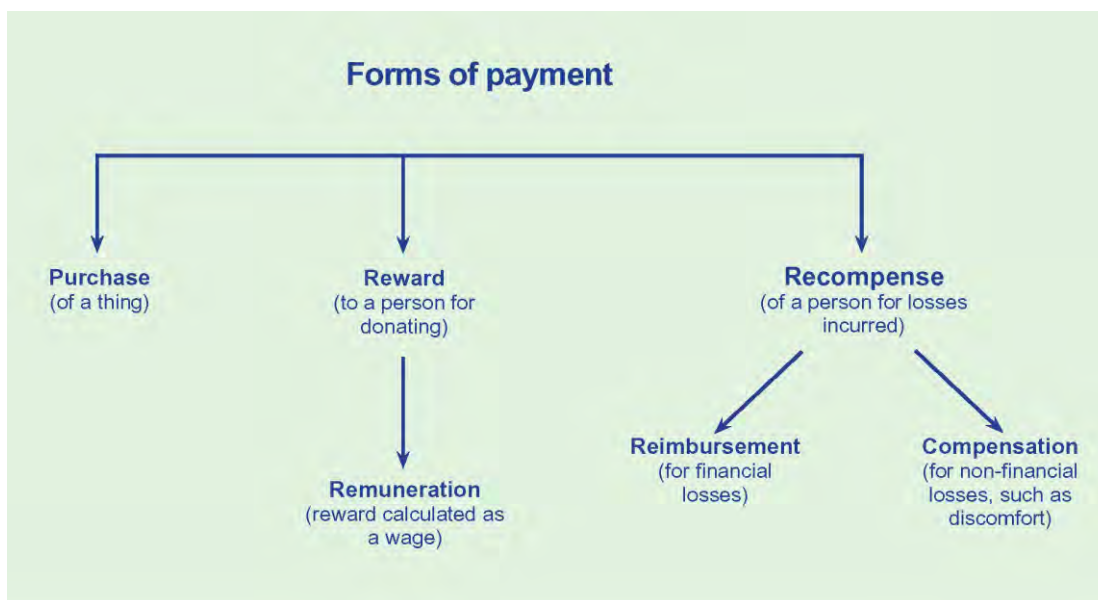 Forms of payment
Purchase
(of a thing)
Reward
(to a person for
donating)
Recompense
(of a person for losses
incurred)
Remuneration
(reward calculated as
a wage)
Reimbursement
(for financial
losses)
Compensation
(for non-financial
losses, such as
discomfort)